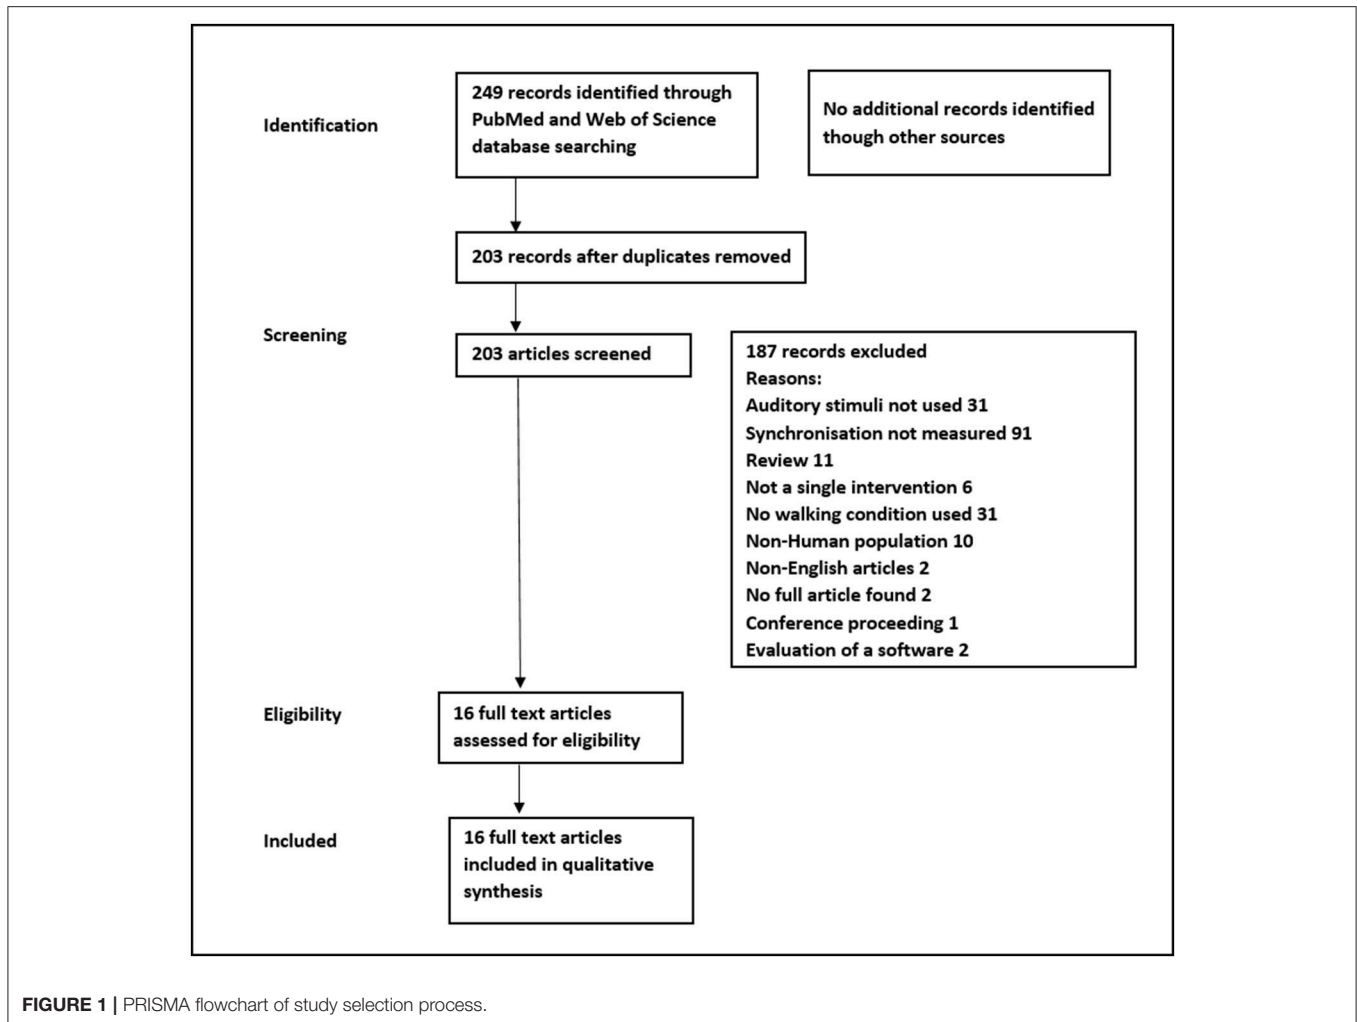 Identification
249 records identified through
PubMed and Web of Science
database searching
No additional records identified
though other sources
203 records after duplicates removed
Screening
203 articles screened
187 records excluded
Reasons:
Auditory stimuli not used 31
Synchronisation not measured 91
Review 11
Not a single intervention 6
No walking condition used 31
Non-Human population 10
Non-English articles 2
No full article found 2
Conference proceeding 1
Evaluation of a software 2
Eligibility
16 full text articles
assessed for eligibility
Included
16 full text articles
included in qualitative
synthesis
FIGURE 1 | PRISMA flowchart of study selection process.